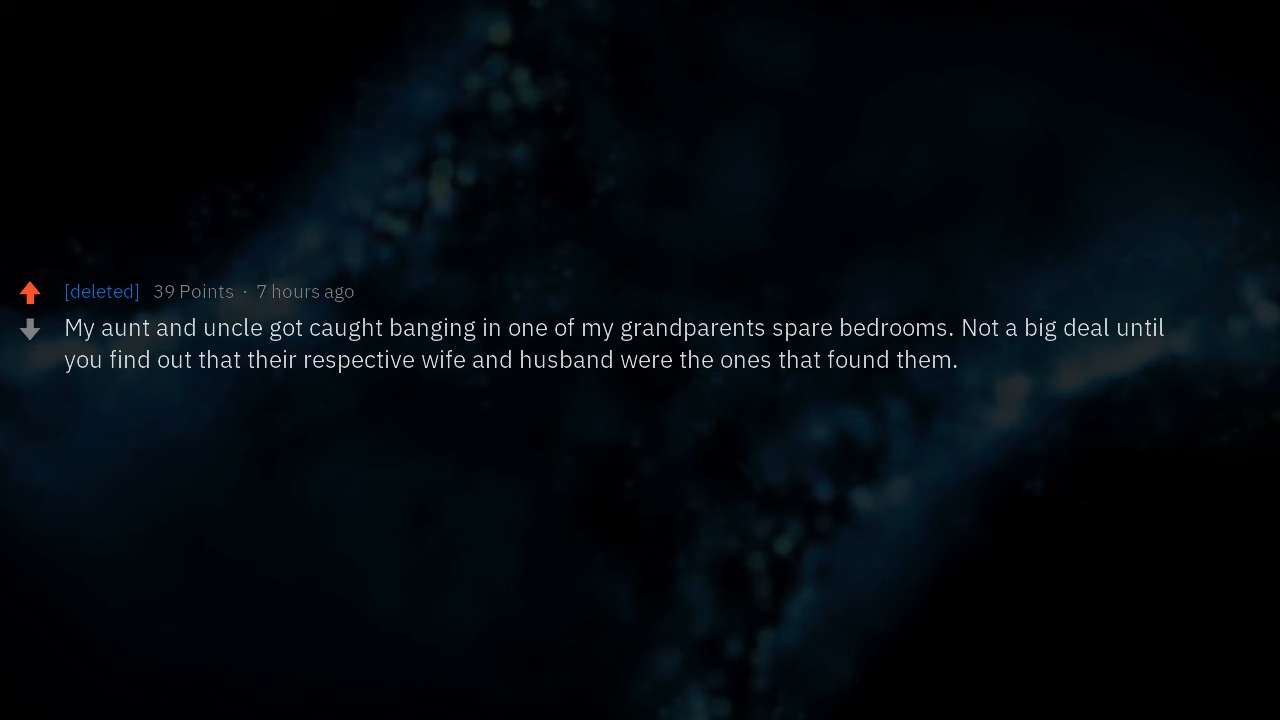 [deleted] 39 Points · 7 hours ago
My aunt and uncle got caught banging in one of my grandparents spare bedrooms. Not a big deal until
you find out that their respective wife and husband were the ones that found them.